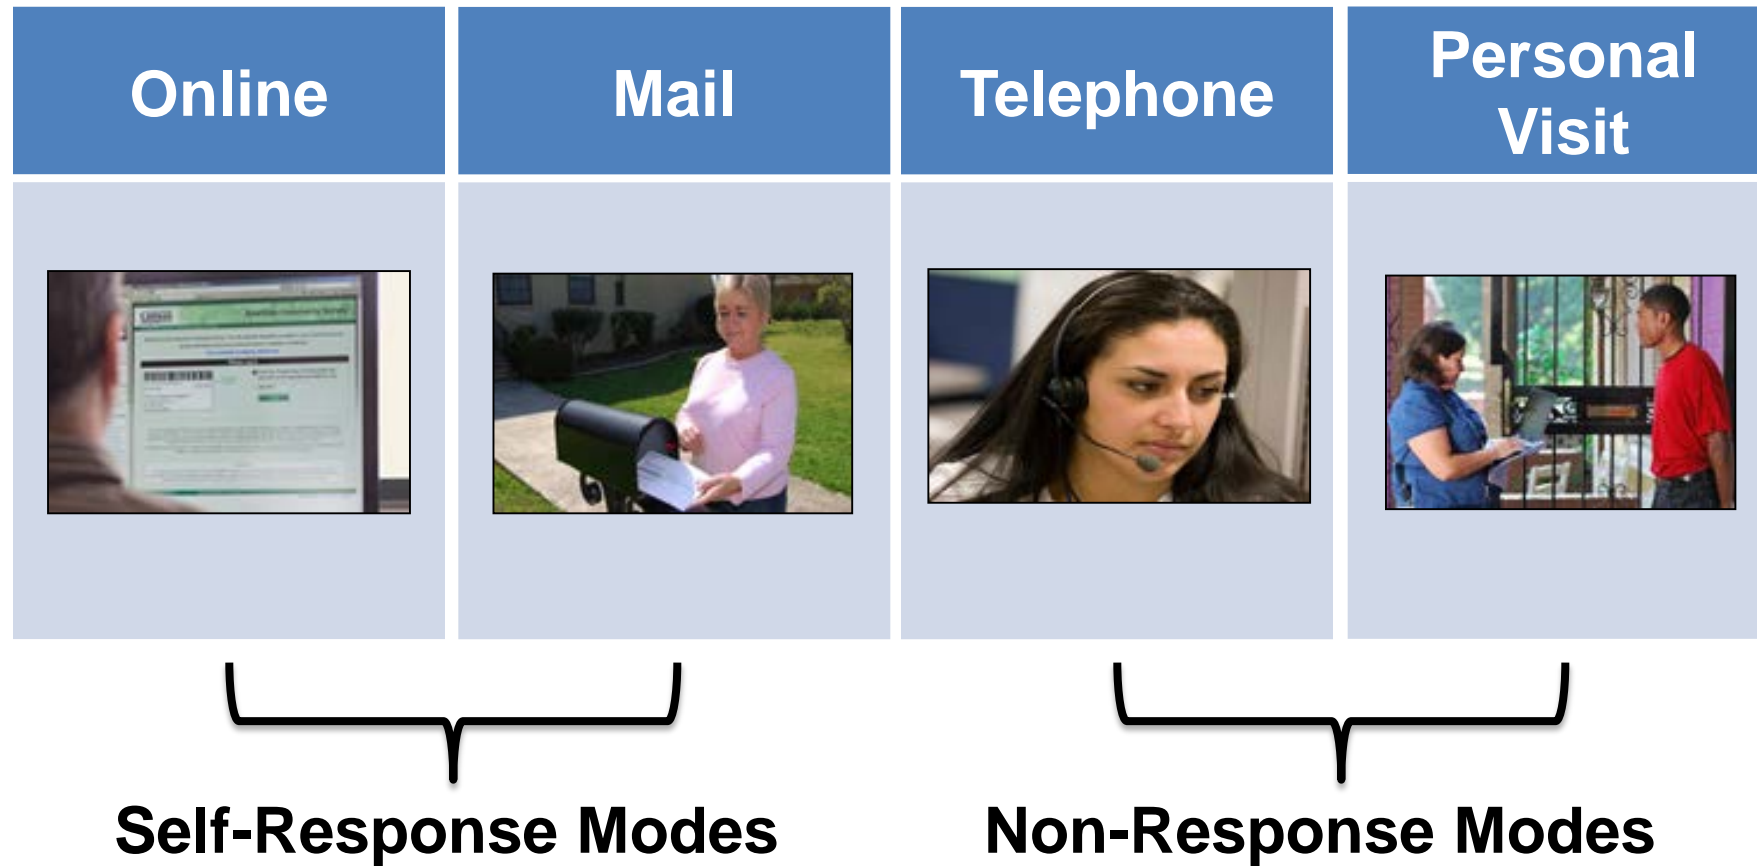 Online
Mail
Telephone
Personal
Visit
Self-Response Modes
Non-Response Modes